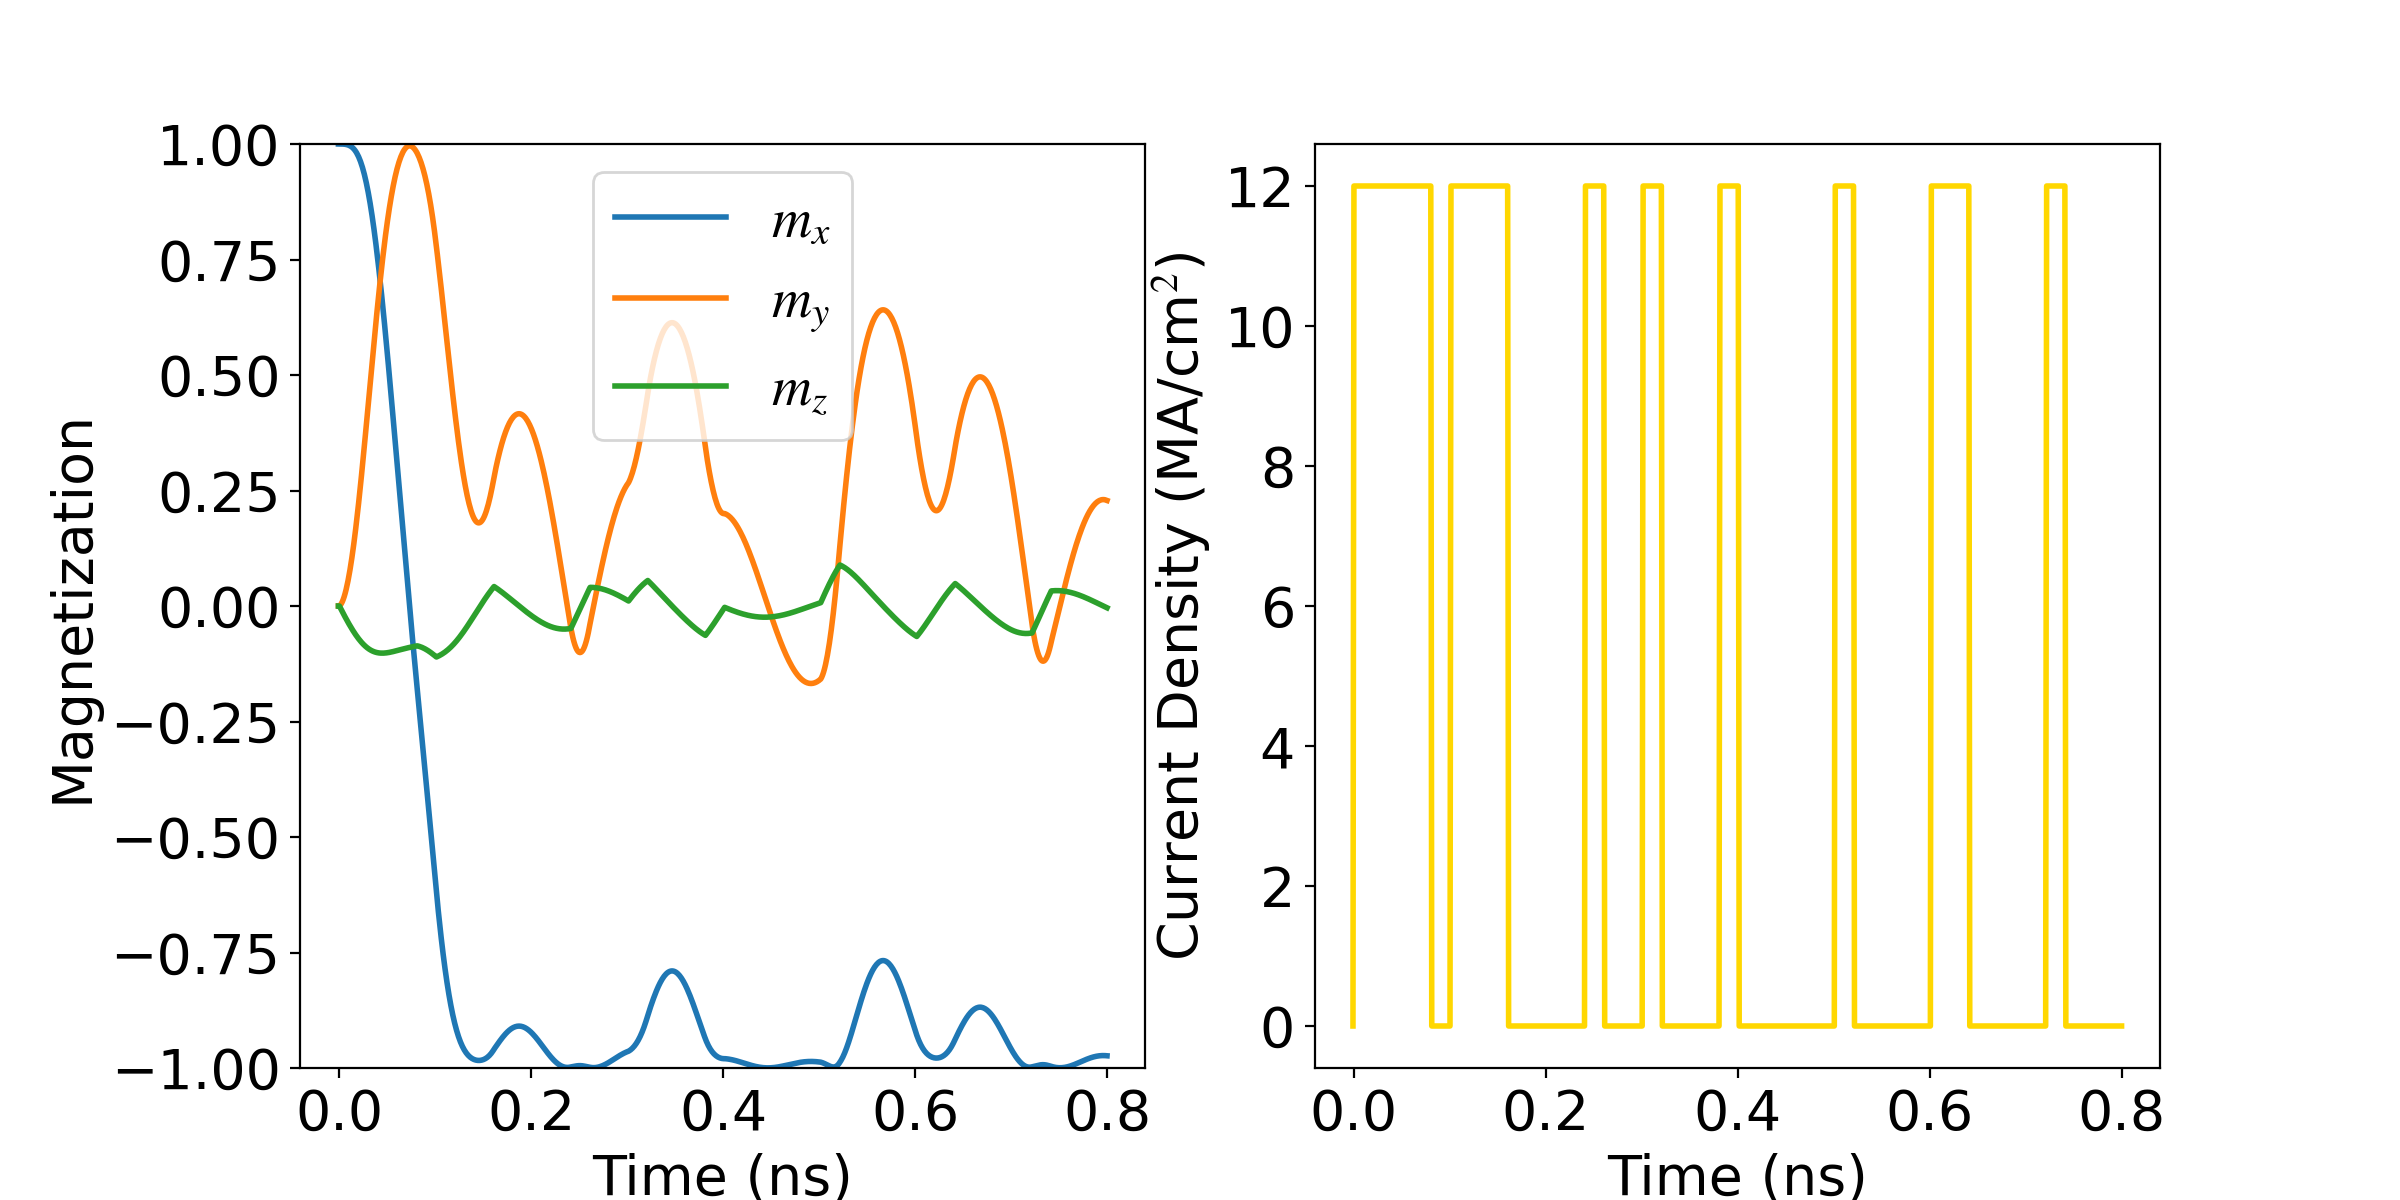 Magnetization
1.00
0.75
0.50
0.25
0.00
−0.25
−0.50
−0.75
−1.00
m_x
m_y
m_z
0.0 0.2 0.4 0.6 0.8
Time (ns)
Current Density (MA/cm²)
12
10
8
6
4
2
0
0.0 0.2 0.4 0.6 0.8
Time (ns)